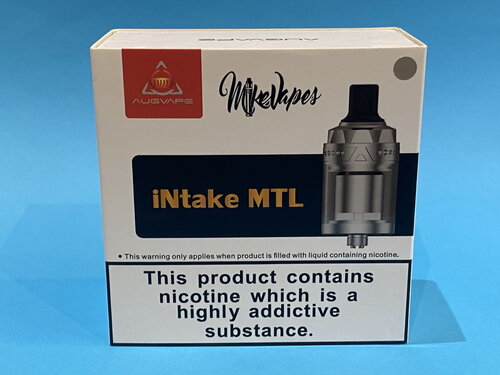 AUGVAPE
AUGVAPE
MikeVapes
iNtake MTL
• This warning only applies when product is filled with liquid containing nicotine.
This product contains
nicotine which is a
highly addictive
substance.